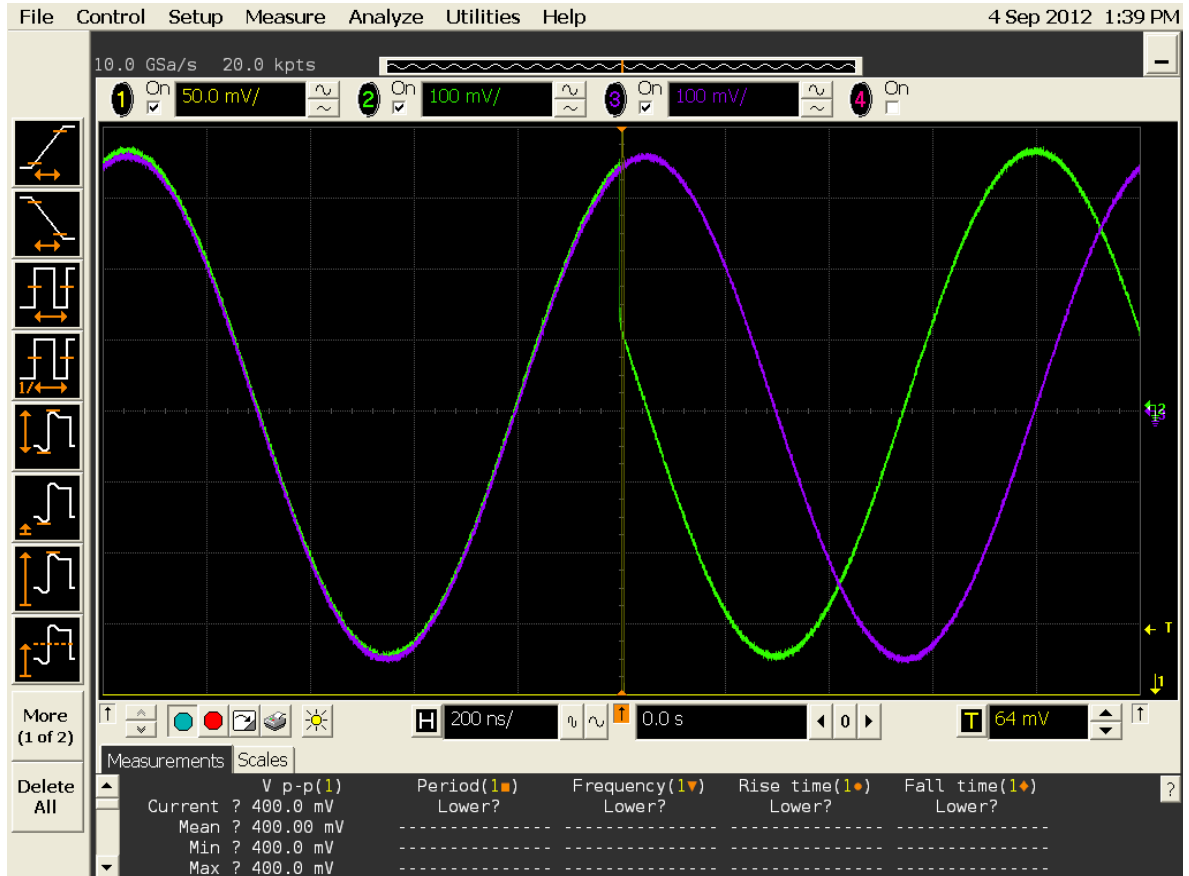 File Control Setup Measure Analyze Utilities Help 4 Sep 2012 1:39 PM
10.0 GSa/s 20.0 kpts
1 On 50.0 mV/ 2 On 100 mV/ 3 On 100 mV/ 4 On
1/
2
T
1
More
(1 of 2)
Delete
All
H 200 ns/ 0.0 s 0 T 64 mV
Measurements Scales
V p-p(1) Period(1■) Frequency(1▼) Rise time(1●) Fall time(1◆) ?
Current ? 400.0 mV Lower? Lower? Lower? Lower?
Mean ? 400.00 mV --------------- --------------- --------------- ---------------
Min ? 400.0 mV --------------- --------------- --------------- ---------------
Max ? 400.0 mV --------------- --------------- --------------- ---------------